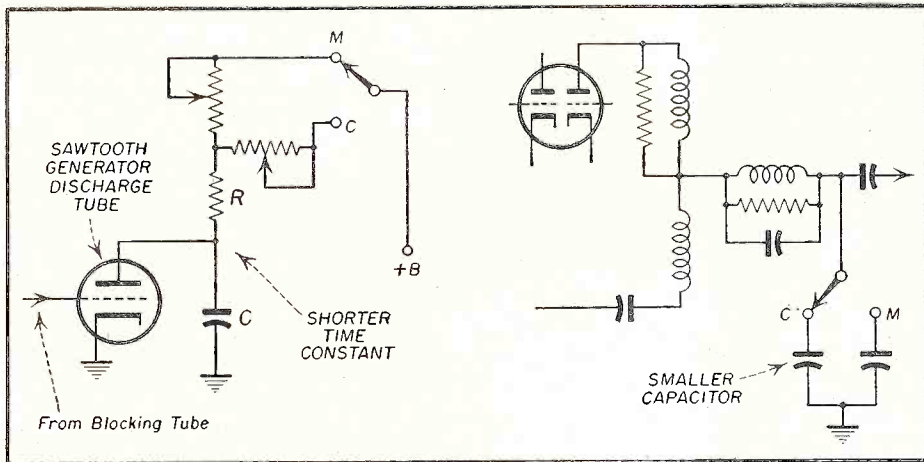 M
C
SAWTOOTH
GENERATOR
DISCHARGE
TUBE
R
+B
C
SHORTER
TIME
CONSTANT
From Blocking Tube
C
M
SMALLER
CAPACITOR